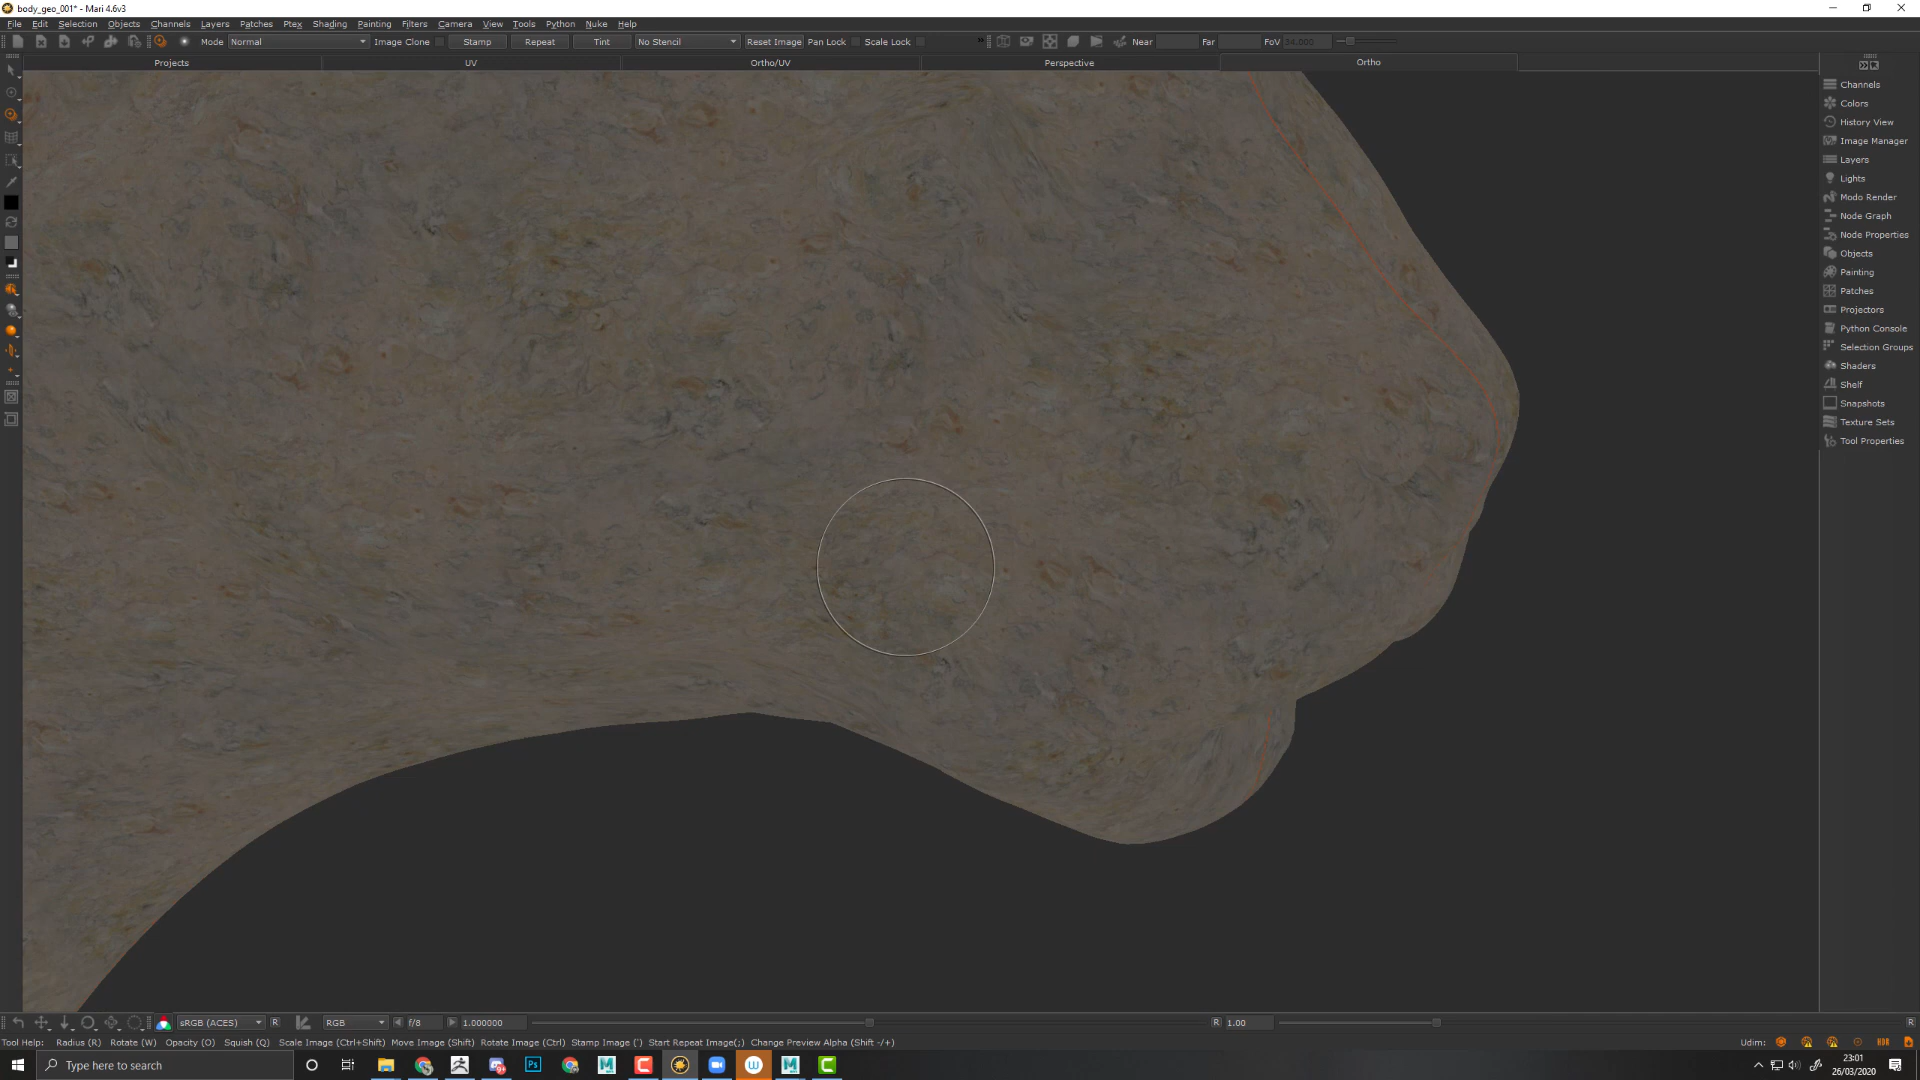 body_geo_001* - Mari 4.6v3
File Edit Selection Objects Channels Layers Patches Ptex Shading Painting Filters Camera View Tools Python Nuke Help
Mode Normal Image Clone Stamp Repeat Tint No Stencil Reset Image Pan Lock Scale Lock Near Far FoV 34.000
Projects UV Ortho/UV Perspective Ortho
Channels
Colors
History View
Image Manager
Layers
Lights
Modo Render
Node Graph
Node Properties
Objects
Painting
Patches
Projectors
Python Console
Selection Groups
Shaders
Shelf
Snapshots
Texture Sets
Tool Properties
sRGB (ACES) R RGB f/8 1.000000 R 1.00 R
Tool Help: Radius (R) Rotate (W) Opacity (O) Squish (Q) Scale Image (Ctrl+Shift) Move Image (Shift) Rotate Image (Ctrl) Stamp Image (') Start Repeat Image(;) Change Preview Alpha (Shift -/+) Udim: HDR
Type here to search
23:01
26/03/2020